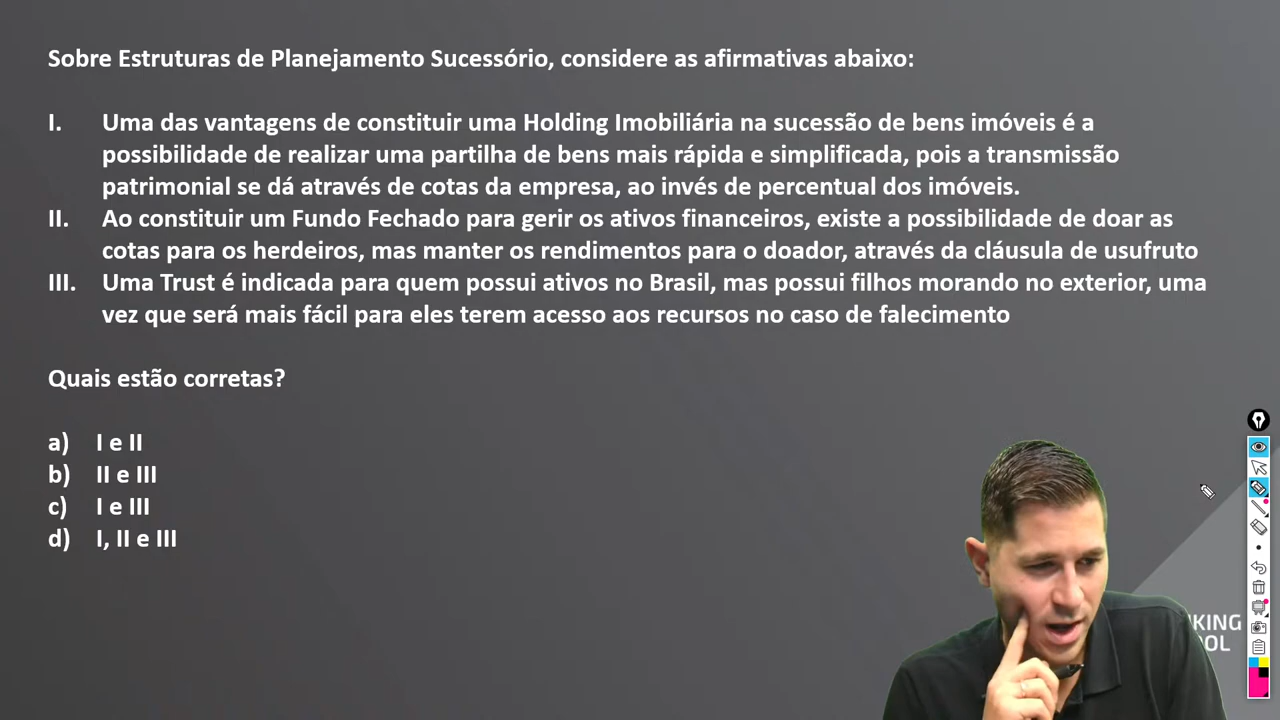 Sobre Estruturas de Planejamento Sucessório, considere as afirmativas abaixo:
I. Uma das vantagens de constituir uma Holding Imobiliária na sucessão de bens imóveis é a
possibilidade de realizar uma partilha de bens mais rápida e simplificada, pois a transmissão
patrimonial se dá através de cotas da empresa, ao invés de percentual dos imóveis.
II. Ao constituir um Fundo Fechado para gerir os ativos financeiros, existe a possibilidade de doar as
cotas para os herdeiros, mas manter os rendimentos para o doador, através da cláusula de usufruto
III. Uma Trust é indicada para quem possui ativos no Brasil, mas possui filhos morando no exterior, uma
vez que será mais fácil para eles terem acesso aos recursos no caso de falecimento
Quais estão corretas?
a) I e II
b) II e III
c) I e III
d) I, II e III